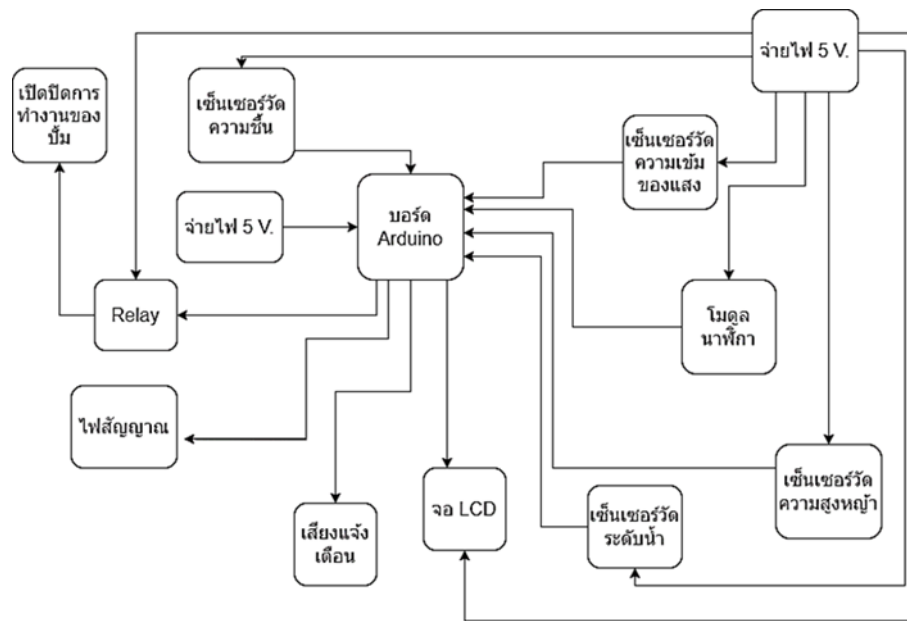 จ่ายไฟ 5 V.
เปิดปิดการ
ทำงานของ
ปั๊ม
เซ็นเซอร์วัด
ความชื้น
เซ็นเซอร์วัด
ความเข้ม
ของแสง
จ่ายไฟ 5 V.
บอร์ด
Arduino
Relay
โมดูล
นาฬิกา
ไฟสัญญาณ
เสียงแจ้ง
เตือน
จอ LCD
เซ็นเซอร์วัด
ระดับน้ำ
เซ็นเซอร์วัด
ความสูงหญ้า